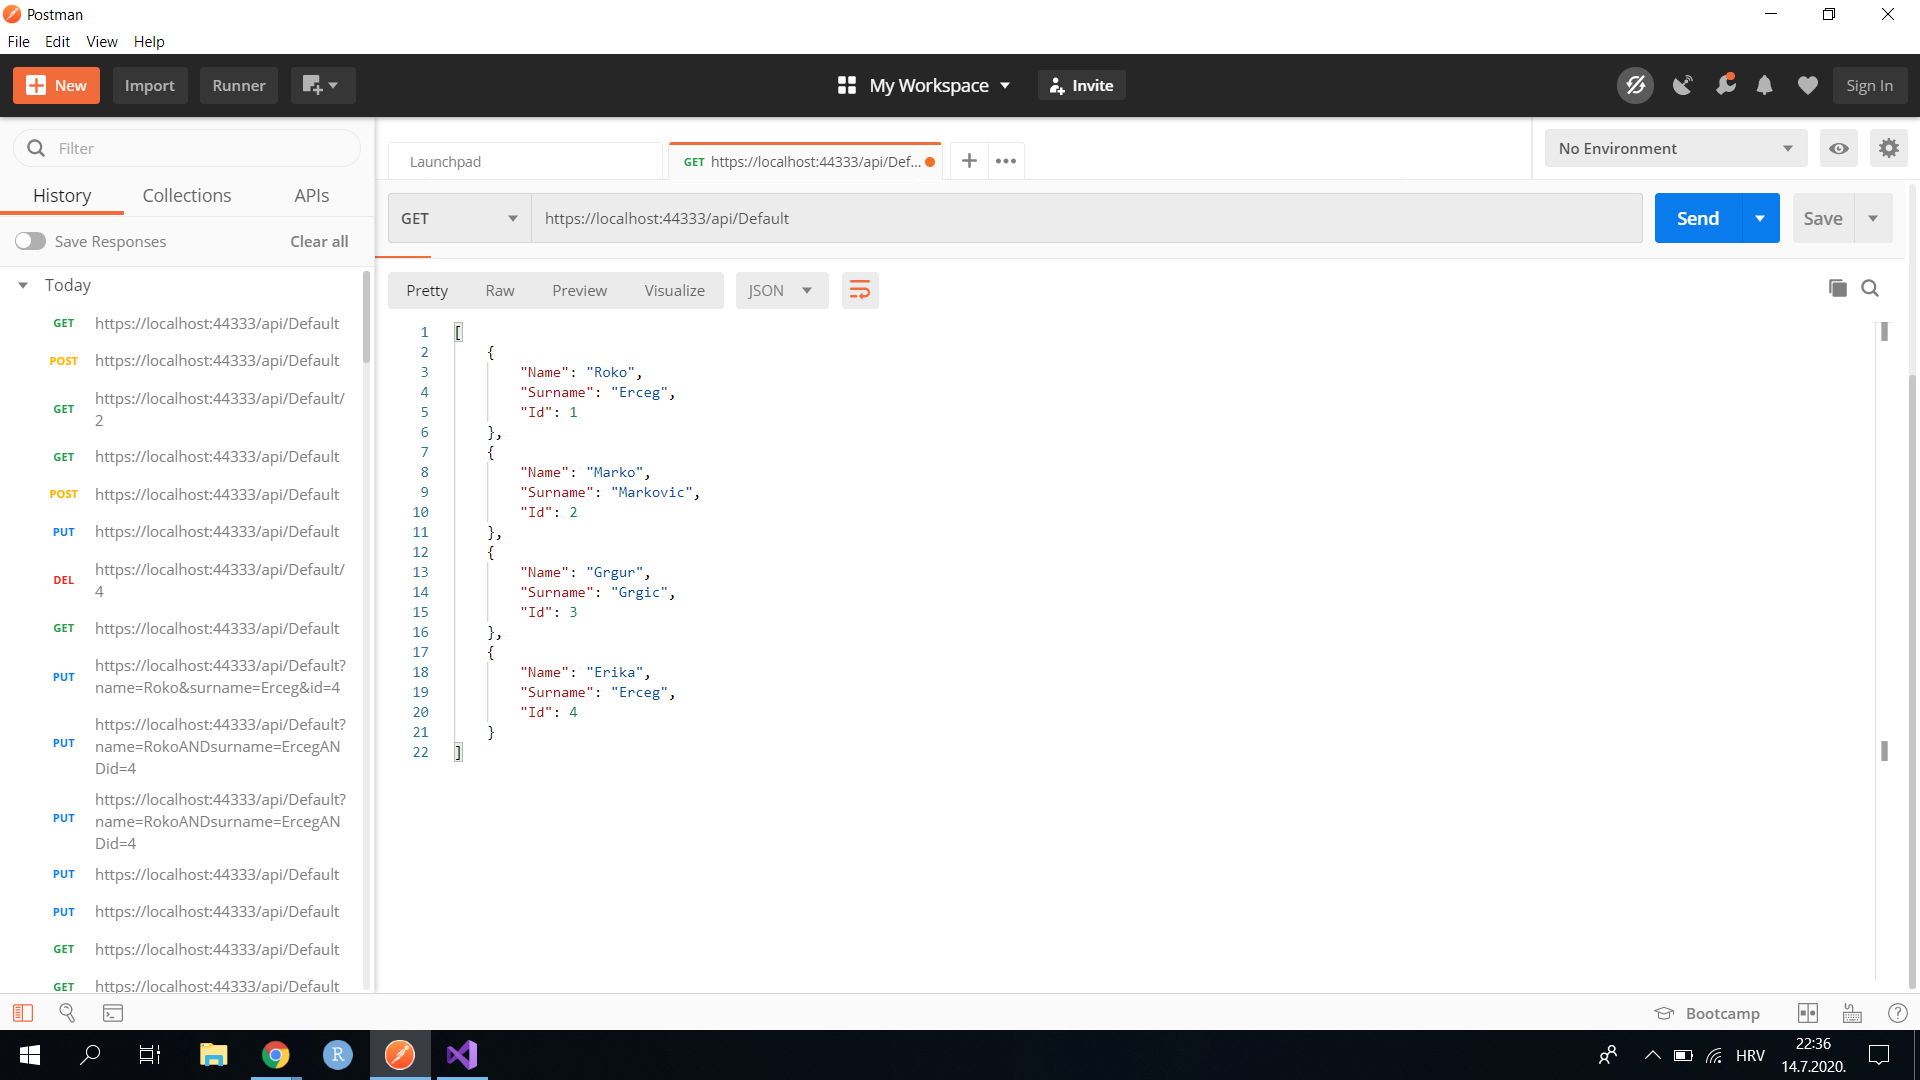 Postman
File Edit View Help
New Import Runner My Workspace Invite Sign In
Filter
History Collections APIs
Save Responses Clear all
Today
GET https://localhost:44333/api/Default
POST https://localhost:44333/api/Default
GET https://localhost:44333/api/Default/
2
GET https://localhost:44333/api/Default
POST https://localhost:44333/api/Default
PUT https://localhost:44333/api/Default
DEL https://localhost:44333/api/Default/
4
GET https://localhost:44333/api/Default
PUT https://localhost:44333/api/Default?
name=Roko&surname=Erceg&id=4
PUT https://localhost:44333/api/Default?
name=RokoANDsurname=ErcegAN
Did=4
PUT https://localhost:44333/api/Default?
name=RokoANDsurname=ErcegAN
Did=4
PUT https://localhost:44333/api/Default
PUT https://localhost:44333/api/Default
GET https://localhost:44333/api/Default
GET https://localhost:44333/api/Default
Launchpad GET https://localhost:44333/api/Def... No Environment
GET https://localhost:44333/api/Default Send Save
Pretty Raw Preview Visualize JSON
1 [
2 {
3 "Name": "Roko",
4 "Surname": "Erceg",
5 "Id": 1
6 },
7 {
8 "Name": "Marko",
9 "Surname": "Markovic",
10 "Id": 2
11 },
12 {
13 "Name": "Grgur",
14 "Surname": "Grgic",
15 "Id": 3
16 },
17 {
18 "Name": "Erika",
19 "Surname": "Erceg",
20 "Id": 4
21 }
22 ]
Bootcamp
R
HRV
22:36
14.7.2020.